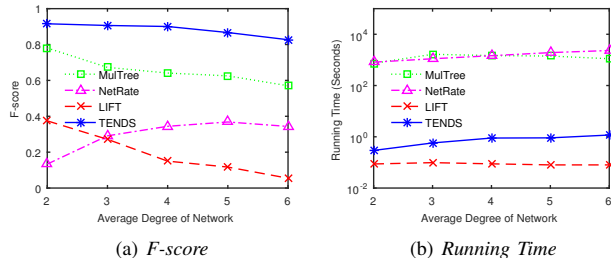 1
0.8
0.6
0.4
0.2
0
F-score
MulTree
NetRate
LIFT
TENDS
2 3 4 5 6
Average Degree of Network
(a) F-score
10^4
10^2
10^0
10^-2
Running Time (Seconds)
MulTree
NetRate
LIFT
TENDS
2 3 4 5 6
Average Degree of Network
(b) Running Time